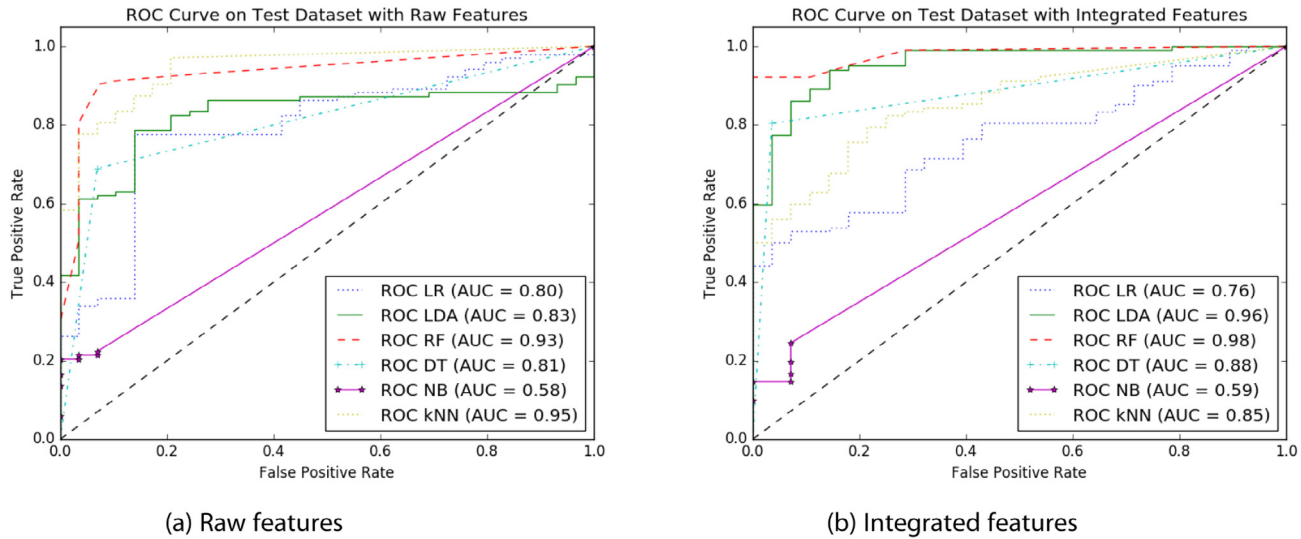 ROC Curve on Test Dataset with Raw Features
True Positive Rate
1.0
0.8
0.6
0.4
0.2
0.0
0.0 0.2 0.4 0.6 0.8 1.0
False Positive Rate
ROC LR (AUC = 0.80)
ROC LDA (AUC = 0.83)
ROC RF (AUC = 0.93)
ROC DT (AUC = 0.81)
ROC NB (AUC = 0.58)
ROC kNN (AUC = 0.95)
(a) Raw features
ROC Curve on Test Dataset with Integrated Features
True Positive Rate
1.0
0.8
0.6
0.4
0.2
0.0
0.0 0.2 0.4 0.6 0.8 1.0
False Positive Rate
ROC LR (AUC = 0.76)
ROC LDA (AUC = 0.96)
ROC RF (AUC = 0.98)
ROC DT (AUC = 0.88)
ROC NB (AUC = 0.59)
ROC kNN (AUC = 0.85)
(b) Integrated features